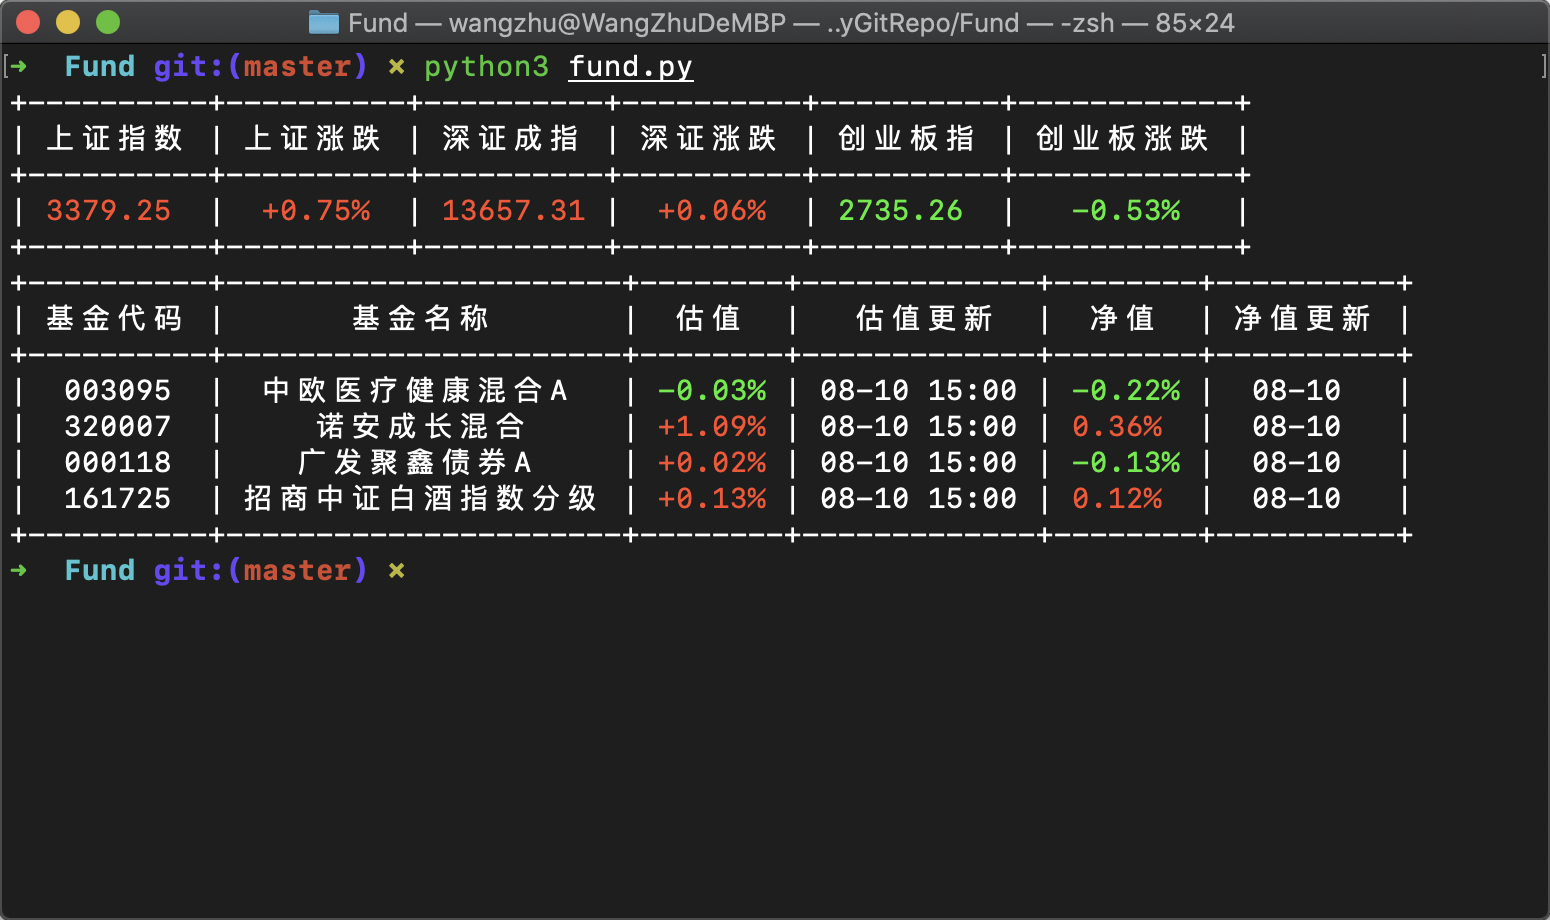 Fund — wangzhu@WangZhuDeMBP — ..yGitRepo/Fund — -zsh — 85×24
[➜  Fund git:(master) ✗ python3 fund.py ]
+----------+----------+----------+----------+----------+------------+
| 上证指数 | 上证涨跌 | 深证成指 | 深证涨跌 | 创业板指 | 创业板涨跌 |
+----------+----------+----------+----------+----------+------------+
| 3379.25  |  +0.75%  | 13657.31 |  +0.06%  | 2735.26  |   -0.53%   |
+----------+----------+----------+----------+----------+------------+
+----------+----------------------+--------+-------------+--------+----------+
| 基金代码 |       基金名称       |  估值  |   估值更新  |  净值  | 净值更新 |
+----------+----------------------+--------+-------------+--------+----------+
|  003095  |  中欧医疗健康混合A   | -0.03% | 08-10 15:00 | -0.22% |  08-10   |
|  320007  |     诺安成长混合     | +1.09% | 08-10 15:00 | 0.36%  |  08-10   |
|  000118  |    广发聚鑫债券A     | +0.02% | 08-10 15:00 | -0.13% |  08-10   |
|  161725  | 招商中证白酒指数分级 | +0.13% | 08-10 15:00 | 0.12%  |  08-10   |
+----------+----------------------+--------+-------------+--------+----------+
➜  Fund git:(master) ✗